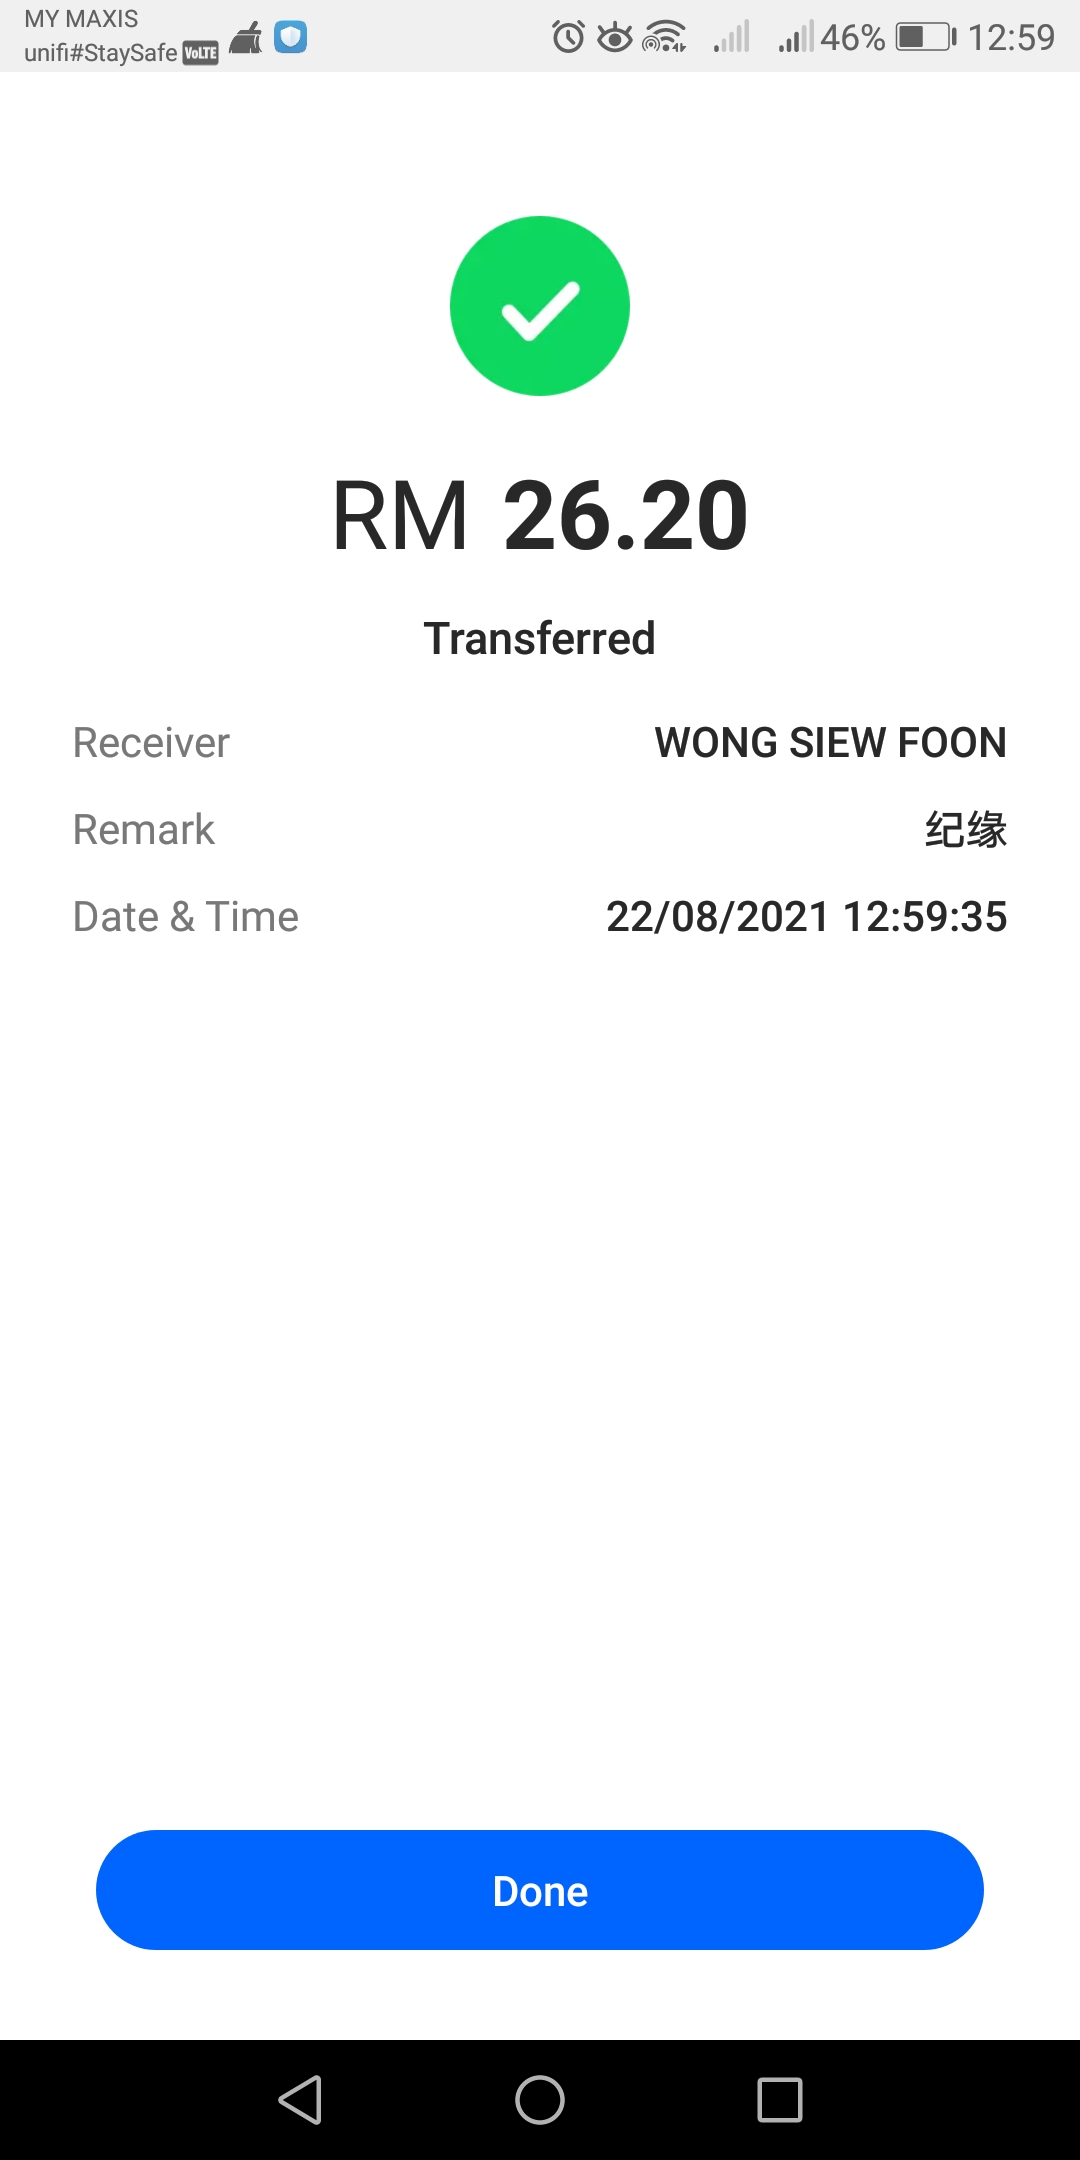 MY MAXIS
unifi#StaySafe VoLTE 46% 12:59
RM 26.20
Transferred
Receiver WONG SIEW FOON
Remark 纪缘
Date & Time 22/08/2021 12:59:35
Done